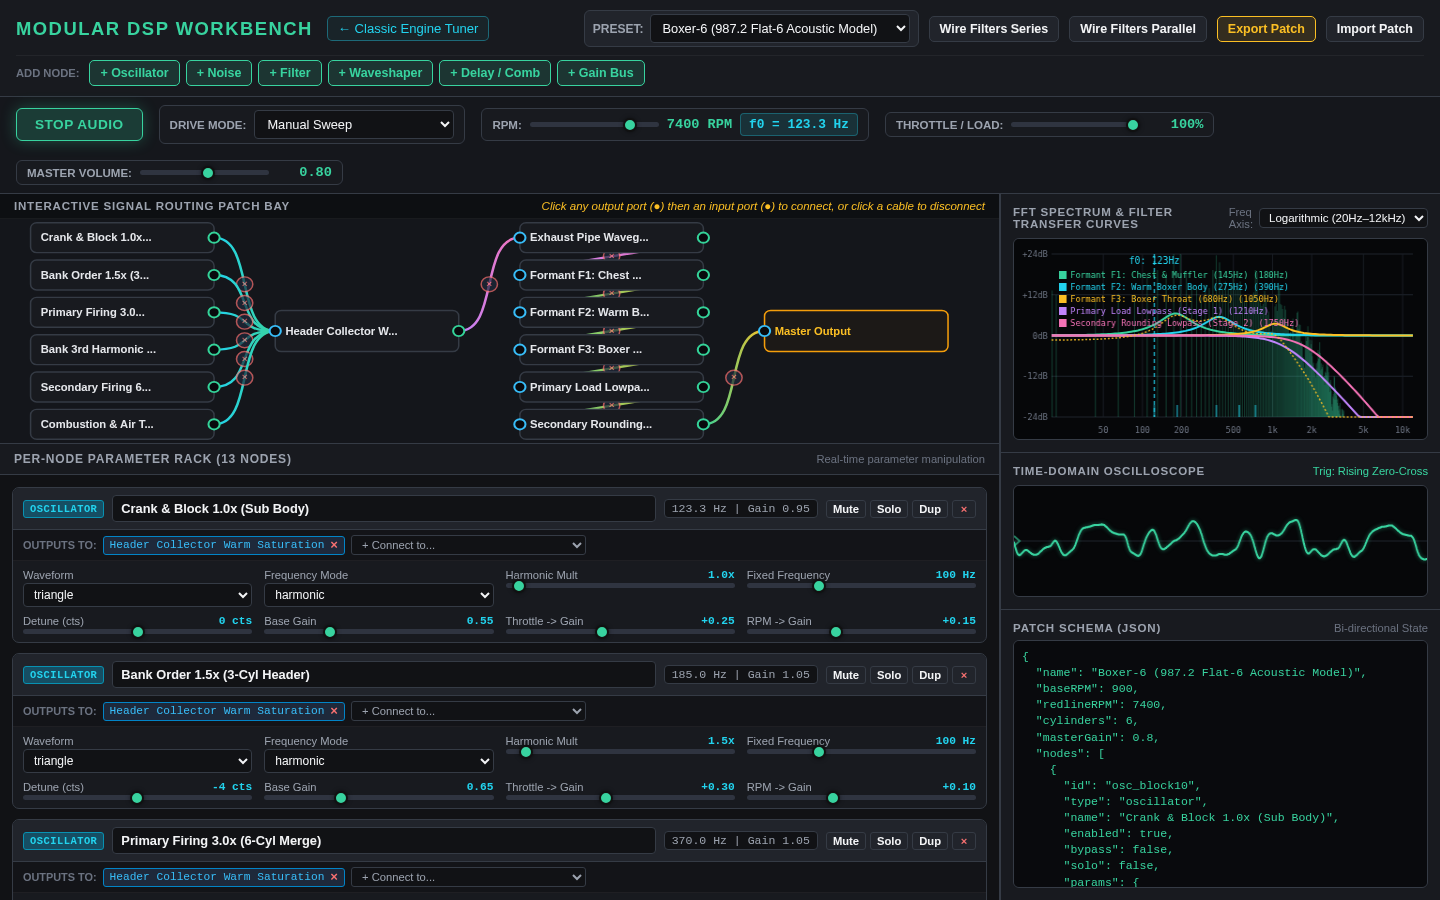 MODULAR DSP WORKBENCH
← Classic Engine Tuner
PRESET: Boxer-6 (987.2 Flat-6 Acoustic Model)
Wire Filters Series
Wire Filters Parallel
Export Patch
Import Patch
ADD NODE:
+ Oscillator
+ Noise
+ Filter
+ Waveshaper
+ Delay / Comb
+ Gain Bus
STOP AUDIO
DRIVE MODE: Manual Sweep
RPM: 7400 RPM f0 = 123.3 Hz
THROTTLE / LOAD: 100%
MASTER VOLUME: 0.80
INTERACTIVE SIGNAL ROUTING PATCH BAY
Click any output port (●) then an input port (●) to connect, or click a cable to disconnect
Crank & Block 1.0x...
Bank Order 1.5x (3...
Primary Firing 3.0...
Bank 3rd Harmonic ...
Secondary Firing 6...
Combustion & Air T...
Header Collector W...
Exhaust Pipe Waveg...
Formant F1: Chest ...
Formant F2: Warm B...
Formant F3: Boxer ...
Primary Load Lowpa...
Secondary Rounding...
Master Output
PER-NODE PARAMETER RACK (13 NODES)
Real-time parameter manipulation
OSCILLATOR
Crank & Block 1.0x (Sub Body)
123.3 Hz | Gain 0.95
Mute
Solo
Dup
×
OUTPUTS TO: Header Collector Warm Saturation × + Connect to...
Waveform
triangle
Frequency Mode
harmonic
Harmonic Mult 1.0x
Fixed Frequency 100 Hz
Detune (cts) 0 cts
Base Gain 0.55
Throttle -> Gain +0.25
RPM -> Gain +0.15
OSCILLATOR
Bank Order 1.5x (3-Cyl Header)
185.0 Hz | Gain 1.05
Mute
Solo
Dup
×
OUTPUTS TO: Header Collector Warm Saturation × + Connect to...
Waveform
triangle
Frequency Mode
harmonic
Harmonic Mult 1.5x
Fixed Frequency 100 Hz
Detune (cts) -4 cts
Base Gain 0.65
Throttle -> Gain +0.30
RPM -> Gain +0.10
OSCILLATOR
Primary Firing 3.0x (6-Cyl Merge)
370.0 Hz | Gain 1.05
Mute
Solo
Dup
×
OUTPUTS TO: Header Collector Warm Saturation × + Connect to...
FFT SPECTRUM & FILTER
TRANSFER CURVES
Freq
Axis:
Logarithmic (20Hz–12kHz)
f0: 123Hz
+24dB
+12dB
0dB
-12dB
-24dB
Formant F1: Chest & Muffler (145Hz) (180Hz)
Formant F2: Warm Boxer Body (275Hz) (390Hz)
Formant F3: Boxer Throat (680Hz) (1050Hz)
Primary Load Lowpass (Stage 1) (1210Hz)
Secondary Rounding Lowpass (Stage 2) (1750Hz)
50 100 200 500 1k 2k 5k 10k
TIME-DOMAIN OSCILLOSCOPE
Trig: Rising Zero-Cross
PATCH SCHEMA (JSON)
Bi-directional State
{
"name": "Boxer-6 (987.2 Flat-6 Acoustic Model)",
"baseRPM": 900,
"redlineRPM": 7400,
"cylinders": 6,
"masterGain": 0.8,
"nodes": [
{
"id": "osc_block10",
"type": "oscillator",
"name": "Crank & Block 1.0x (Sub Body)",
"enabled": true,
"bypass": false,
"solo": false,
"params": {